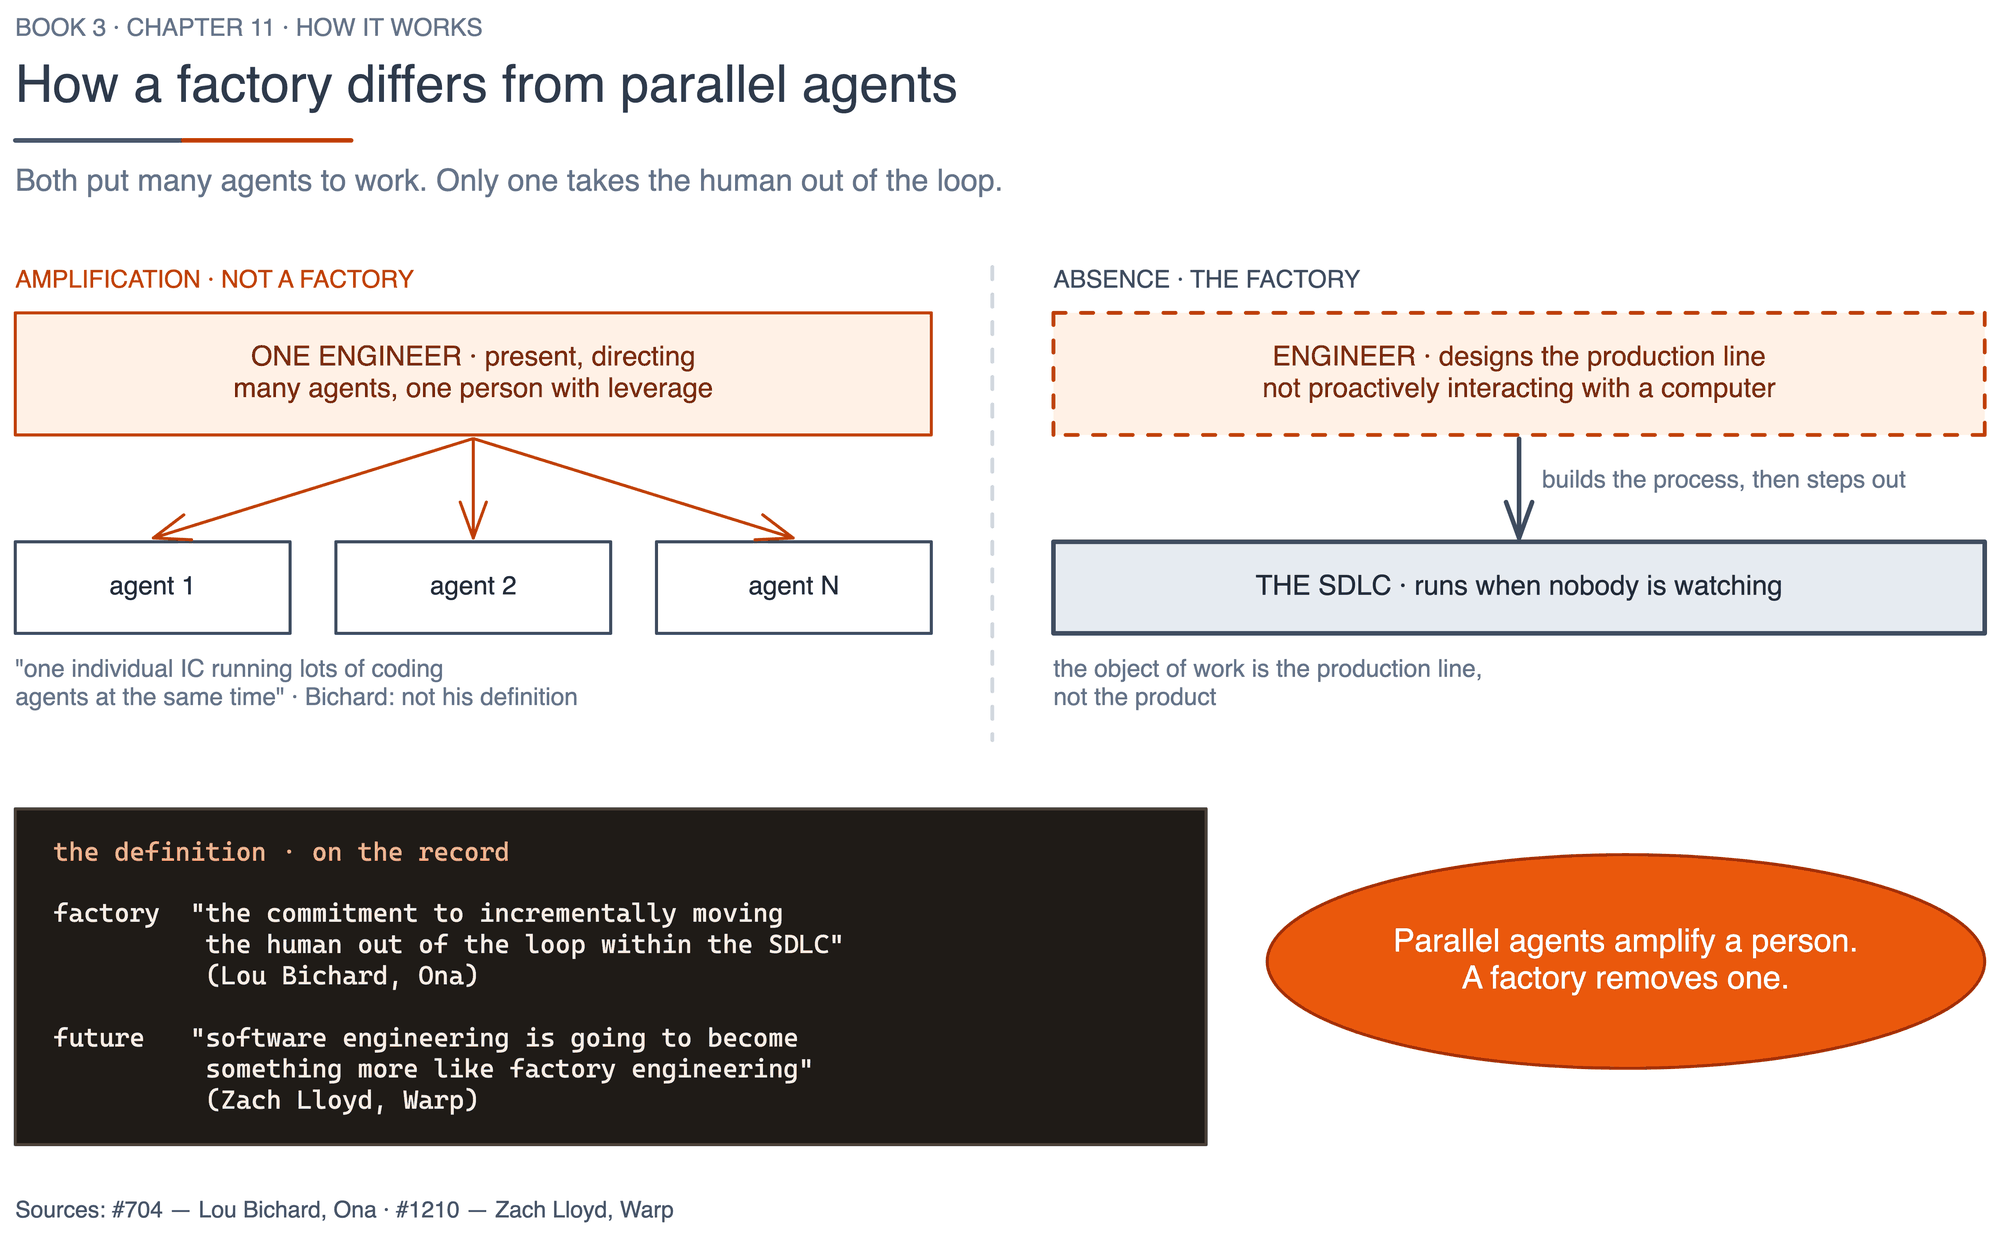 BOOK 3 · CHAPTER 11 · HOW IT WORKS
How a factory differs from parallel agents
Both put many agents to work. Only one takes the human out of the loop.
AMPLIFICATION · NOT A FACTORY
ONE ENGINEER · present, directing
many agents, one person with leverage
agent 1
agent 2
agent N
"one individual IC running lots of coding
agents at the same time" · Bichard: not his definition
ABSENCE · THE FACTORY
ENGINEER · designs the production line
not proactively interacting with a computer
builds the process, then steps out
THE SDLC · runs when nobody is watching
the object of work is the production line,
not the product
the definition · on the record
factory "the commitment to incrementally moving
the human out of the loop within the SDLC"
(Lou Bichard, Ona)
future "software engineering is going to become
something more like factory engineering"
(Zach Lloyd, Warp)
Parallel agents amplify a person.
A factory removes one.
Sources: #704 — Lou Bichard, Ona · #1210 — Zach Lloyd, Warp